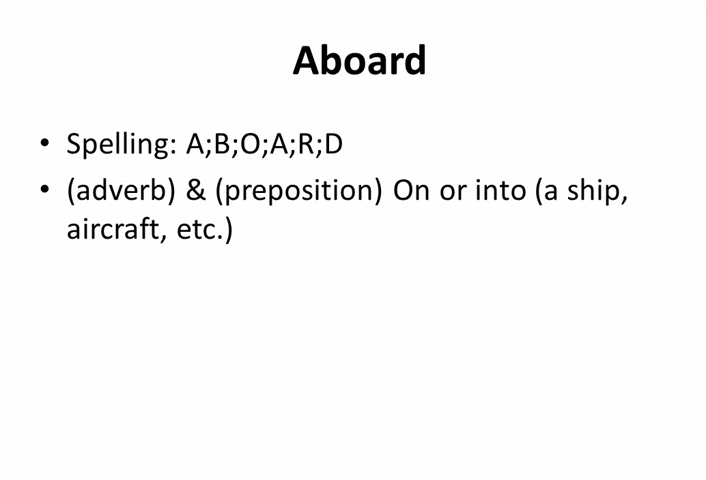 Aboard
• Spelling: A;B;O;A;R;D
• (adverb) & (preposition) On or into (a ship,
aircraft, etc.)